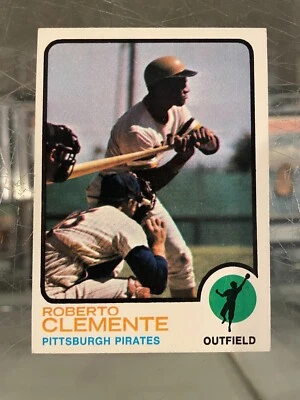 ROBERTO
CLEMENTE
PITTSBURGH PIRATES
OUTFIELD